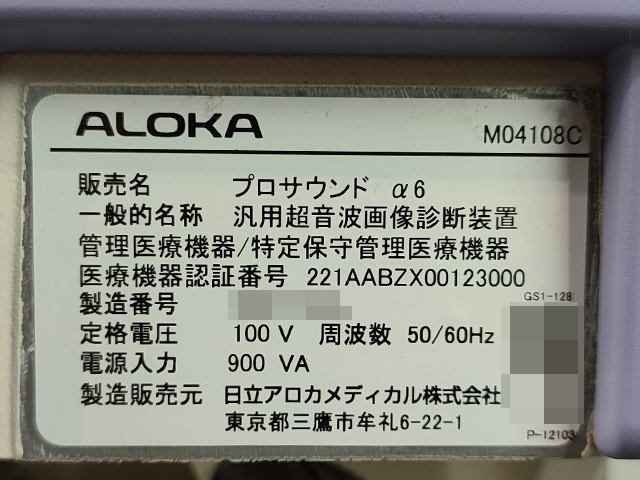 ALOKA
M04108C
販売名 プロサウンド α6
一般的名称 汎用超音波画像診断装置
管理医療機器/特定保守管理医療機器
医療機器認証番号 221AABZX00123000
製造番号
GS1-128
定格電圧 100 V 周波数 50/60Hz
電源入力 900 VA
製造販売元 日立アロカメディカル株式会社
東京都三鷹市牟礼6-22-1
P-12103